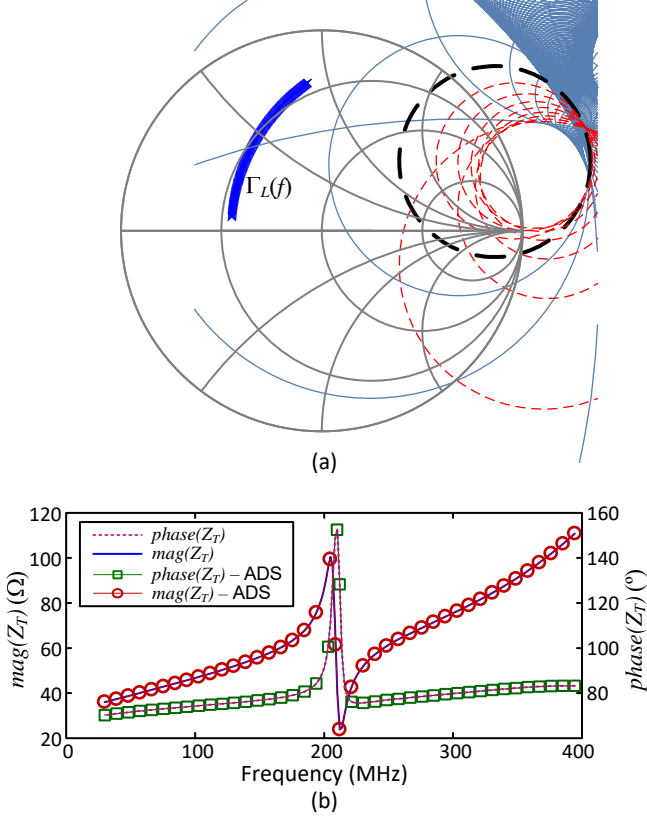 Γ_L(f)
(a)
120
100
80
60
40
20
mag(Z_T) (Ω)
phase(Z_T)
mag(Z_T)
phase(Z_T) – ADS
mag(Z_T) – ADS
160
140
120
100
80
phase(Z_T) (º)
0 100 200 300 400
Frequency (MHz)
(b)